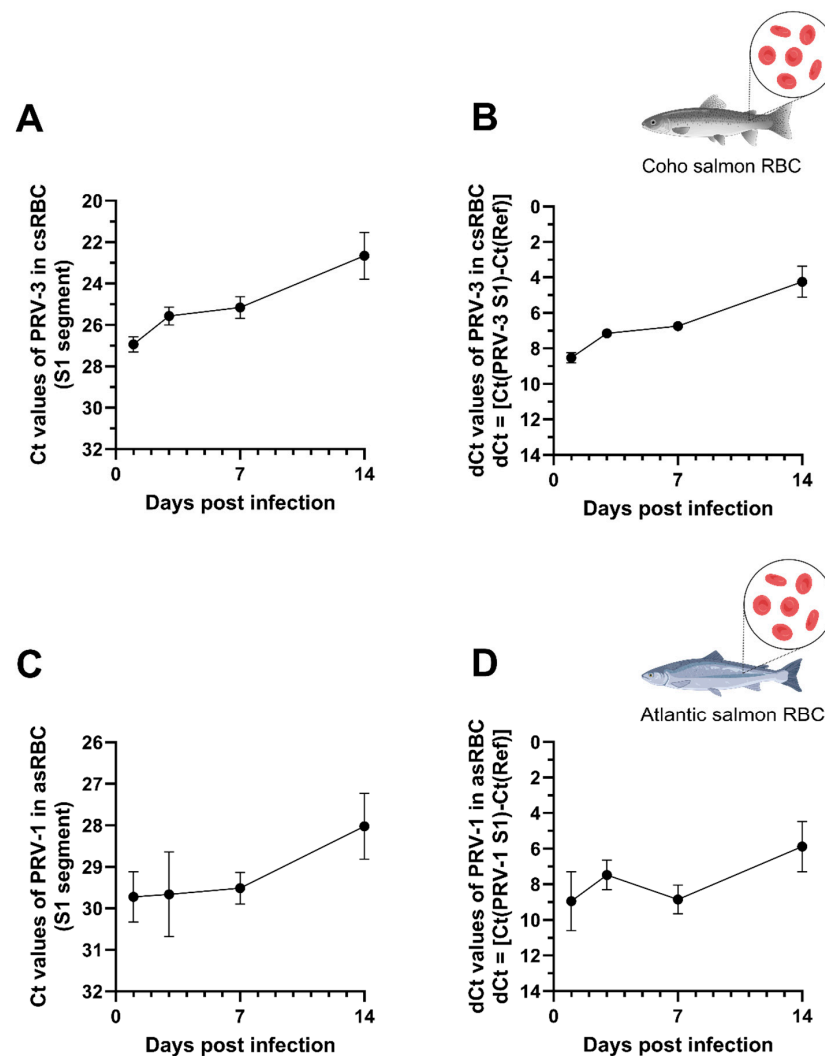 A
B
Coho salmon RBC
Ct values of PRV-3 in csRBC
(S1 segment)
20
22
23
25
26
27
29
30
32
0
7
14
Days post infection
dCt values of PRV-3 in csRBC
dCt = [Ct(PRV-3 S1)-Ct(Ref)]
0
2
4
6
8
10
12
14
0
7
14
Days post infection
C
D
Atlantic salmon RBC
Ct values of PRV-1 in asRBC
(S1 segment)
26
27
28
29
30
31
32
0
7
14
Days post infection
dCt values of PRV-1 in asRBC
dCt = [Ct(PRV-1 S1)-Ct(Ref)]
0
2
4
6
8
10
12
14
0
7
14
Days post infection